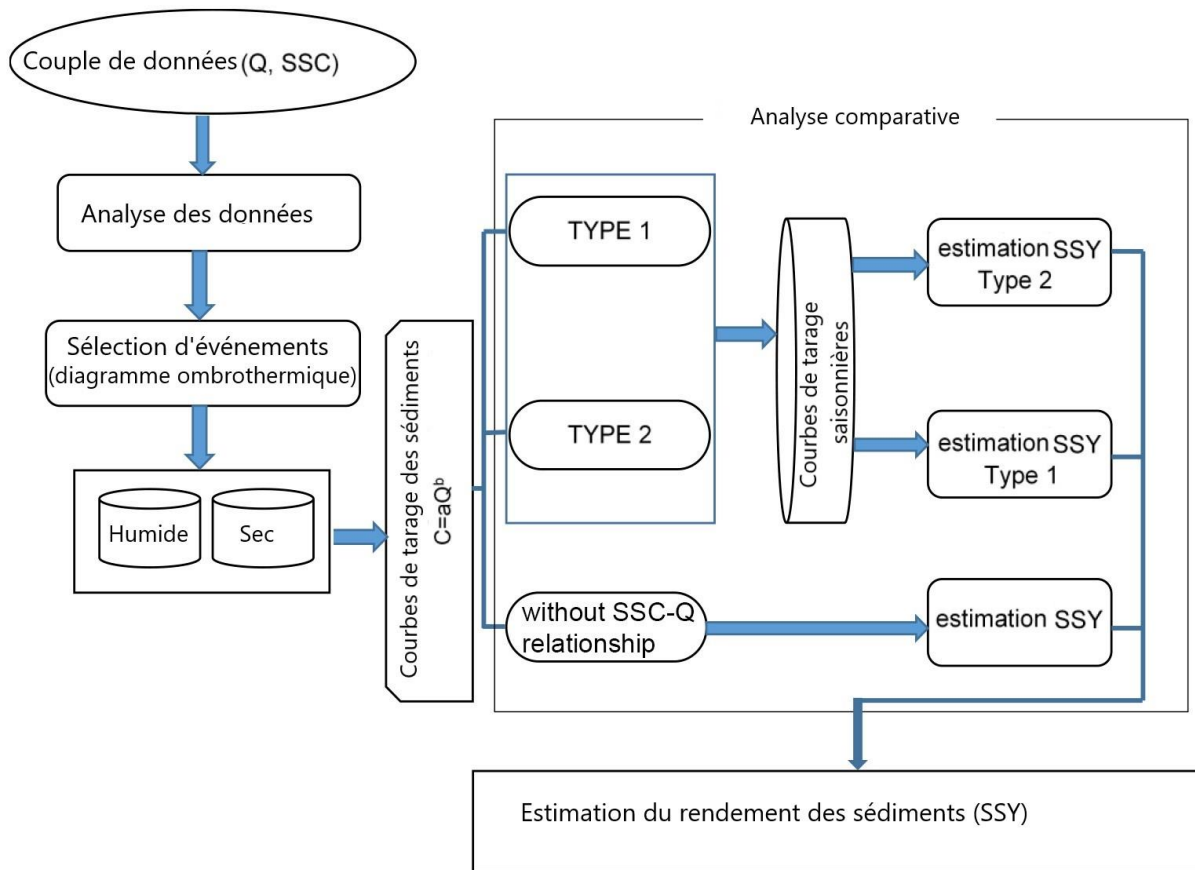 Couple de données (Q, SSC)
Analyse des données
Sélection d'événements
(diagramme ombrothermique)
Humide
Sec
Courbes de tarage des sédiments
C=aQᵇ
Analyse comparative
TYPE 1
TYPE 2
without SSC-Q
relationship
Courbes de tarage
saisonnières
estimation SSY
Type 2
estimation SSY
Type 1
estimation SSY
Estimation du rendement des sédiments (SSY)